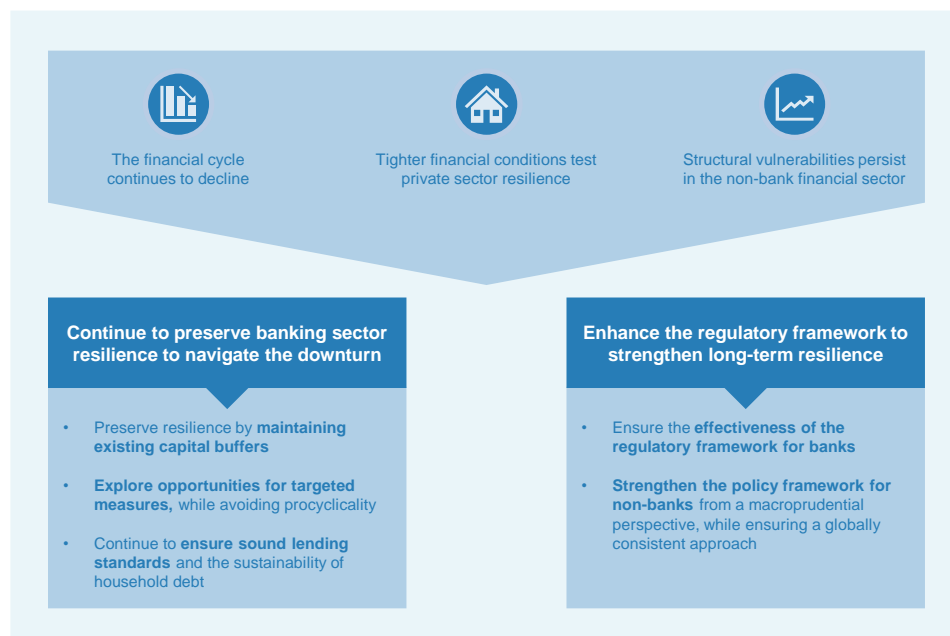 The financial cycle
continues to decline
Tighter financial conditions test
private sector resilience
Structural vulnerabilities persist
in the non-bank financial sector
Continue to preserve banking sector
resilience to navigate the downturn
• Preserve resilience by maintaining
existing capital buffers
• Explore opportunities for targeted
measures, while avoiding procyclicality
• Continue to ensure sound lending
standards and the sustainability of
household debt
Enhance the regulatory framework to
strengthen long-term resilience
• Ensure the effectiveness of the
regulatory framework for banks
• Strengthen the policy framework for
non-banks from a macroprudential
perspective, while ensuring a globally
consistent approach